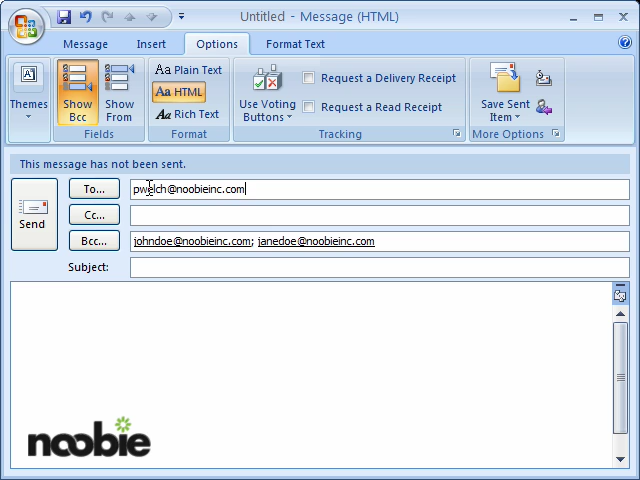 Untitled - Message (HTML)
Message Insert Options Format Text
Themes
Show Bcc
Show From
Fields
Aa Plain Text
Aa HTML
Aa Rich Text
Format
Use Voting Buttons
Request a Delivery Receipt
Request a Read Receipt
Tracking
Save Sent Item
More Options
This message has not been sent.
Send
To... pwelch@noobieinc.com
Cc...
Bcc... johndoe@noobieinc.com; janedoe@noobieinc.com
Subject:
noobie